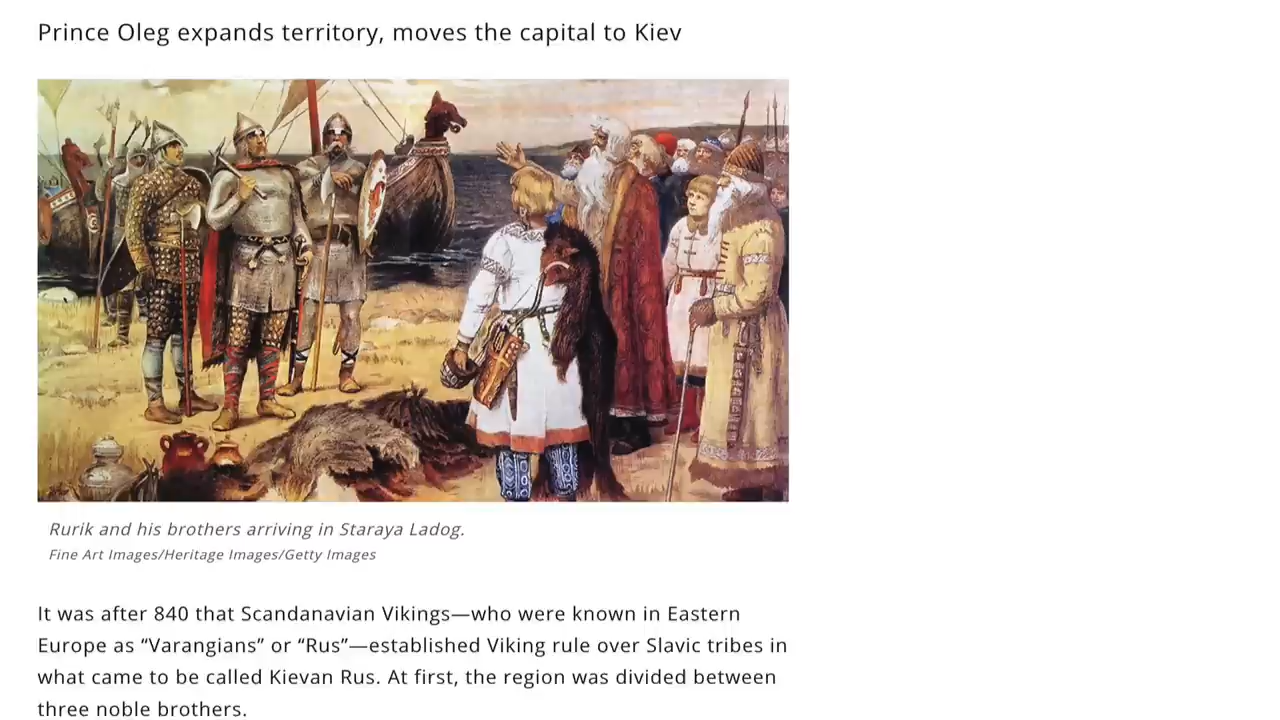 Prince Oleg expands territory, moves the capital to Kiev
Rurik and his brothers arriving in Staraya Ladog.
Fine Art Images/Heritage Images/Getty Images
It was after 840 that Scandanavian Vikings—who were known in Eastern
Europe as “Varangians” or “Rus”—established Viking rule over Slavic tribes in
what came to be called Kievan Rus. At first, the region was divided between
three noble brothers.